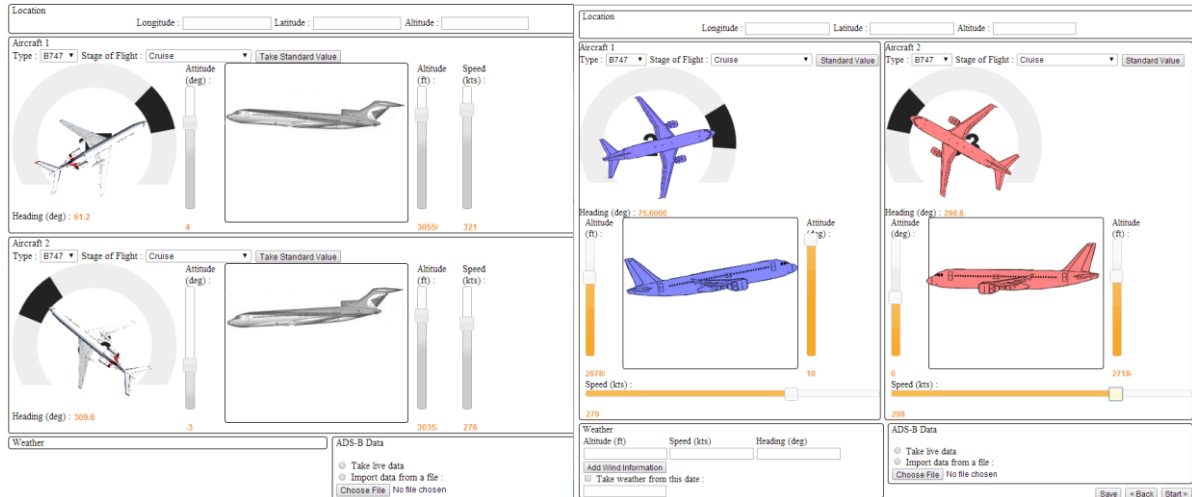 Location
Longitude : Latitude : Altitude :
Aircraft 1
Type : B747 Stage of Flight : Cruise Take Standard Value
Attitude (deg) :
Altitude (ft) :
Speed (kts) :
Heading (deg) : 61.2
4
321
Aircraft 2
Type : B747 Stage of Flight : Cruise Take Standard Value
Attitude (deg) :
Altitude (ft) :
Speed (kts) :
Heading (deg) : 309.6
-3
276
Weather
ADS-B Data
Take live data
Import data from a file :
Choose File No file chosen
Location
Longitude : Latitude : Altitude :
Aircraft 1
Type : B747 Stage of Flight : Cruise Standard Value
Heading (deg) : 75.6000
Altitude (ft) :
Attitude
10
Speed (kts) :
279
Aircraft 2
Type : B747 Stage of Flight : Cruise Standard Value
Heading (deg) : 298.8
Attitude (deg) :
Altitude (ft) :
0
Speed (kts) :
298
Weather
Altitude (ft) Speed (kts) Heading (deg)
Add Wind Information
Take weather from this date :
ADS-B Data
Take live data
Import data from a file :
Choose File No file chosen
Save < Back Start >